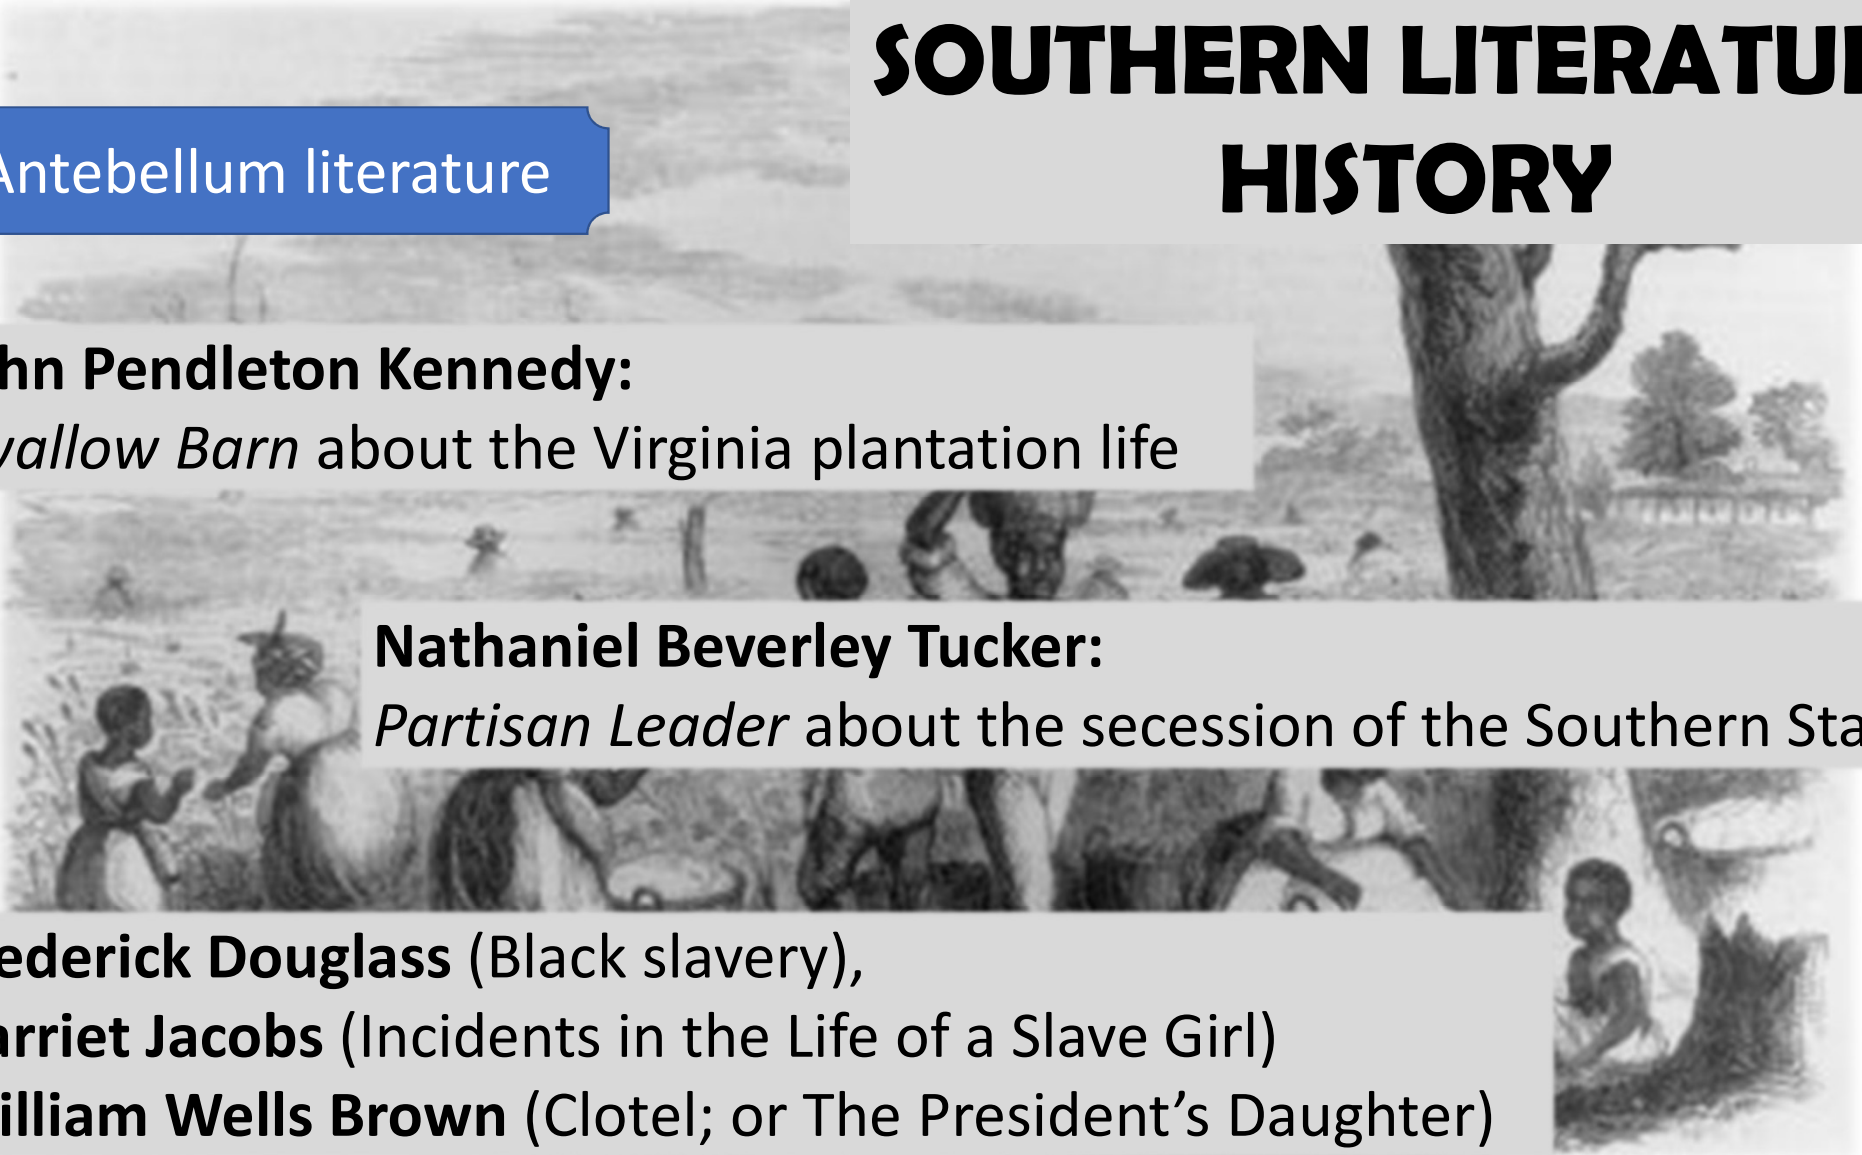 SOUTHERN LITERATU
HISTORY
Antebellum literature
hn Pendleton Kennedy:
wallow Barn about the Virginia plantation life
Nathaniel Beverley Tucker:
Partisan Leader about the secession of the Southern Sta
ederick Douglass (Black slavery),
arriet Jacobs (Incidents in the Life of a Slave Girl)
illiam Wells Brown (Clotel; or The President’s Daughter)